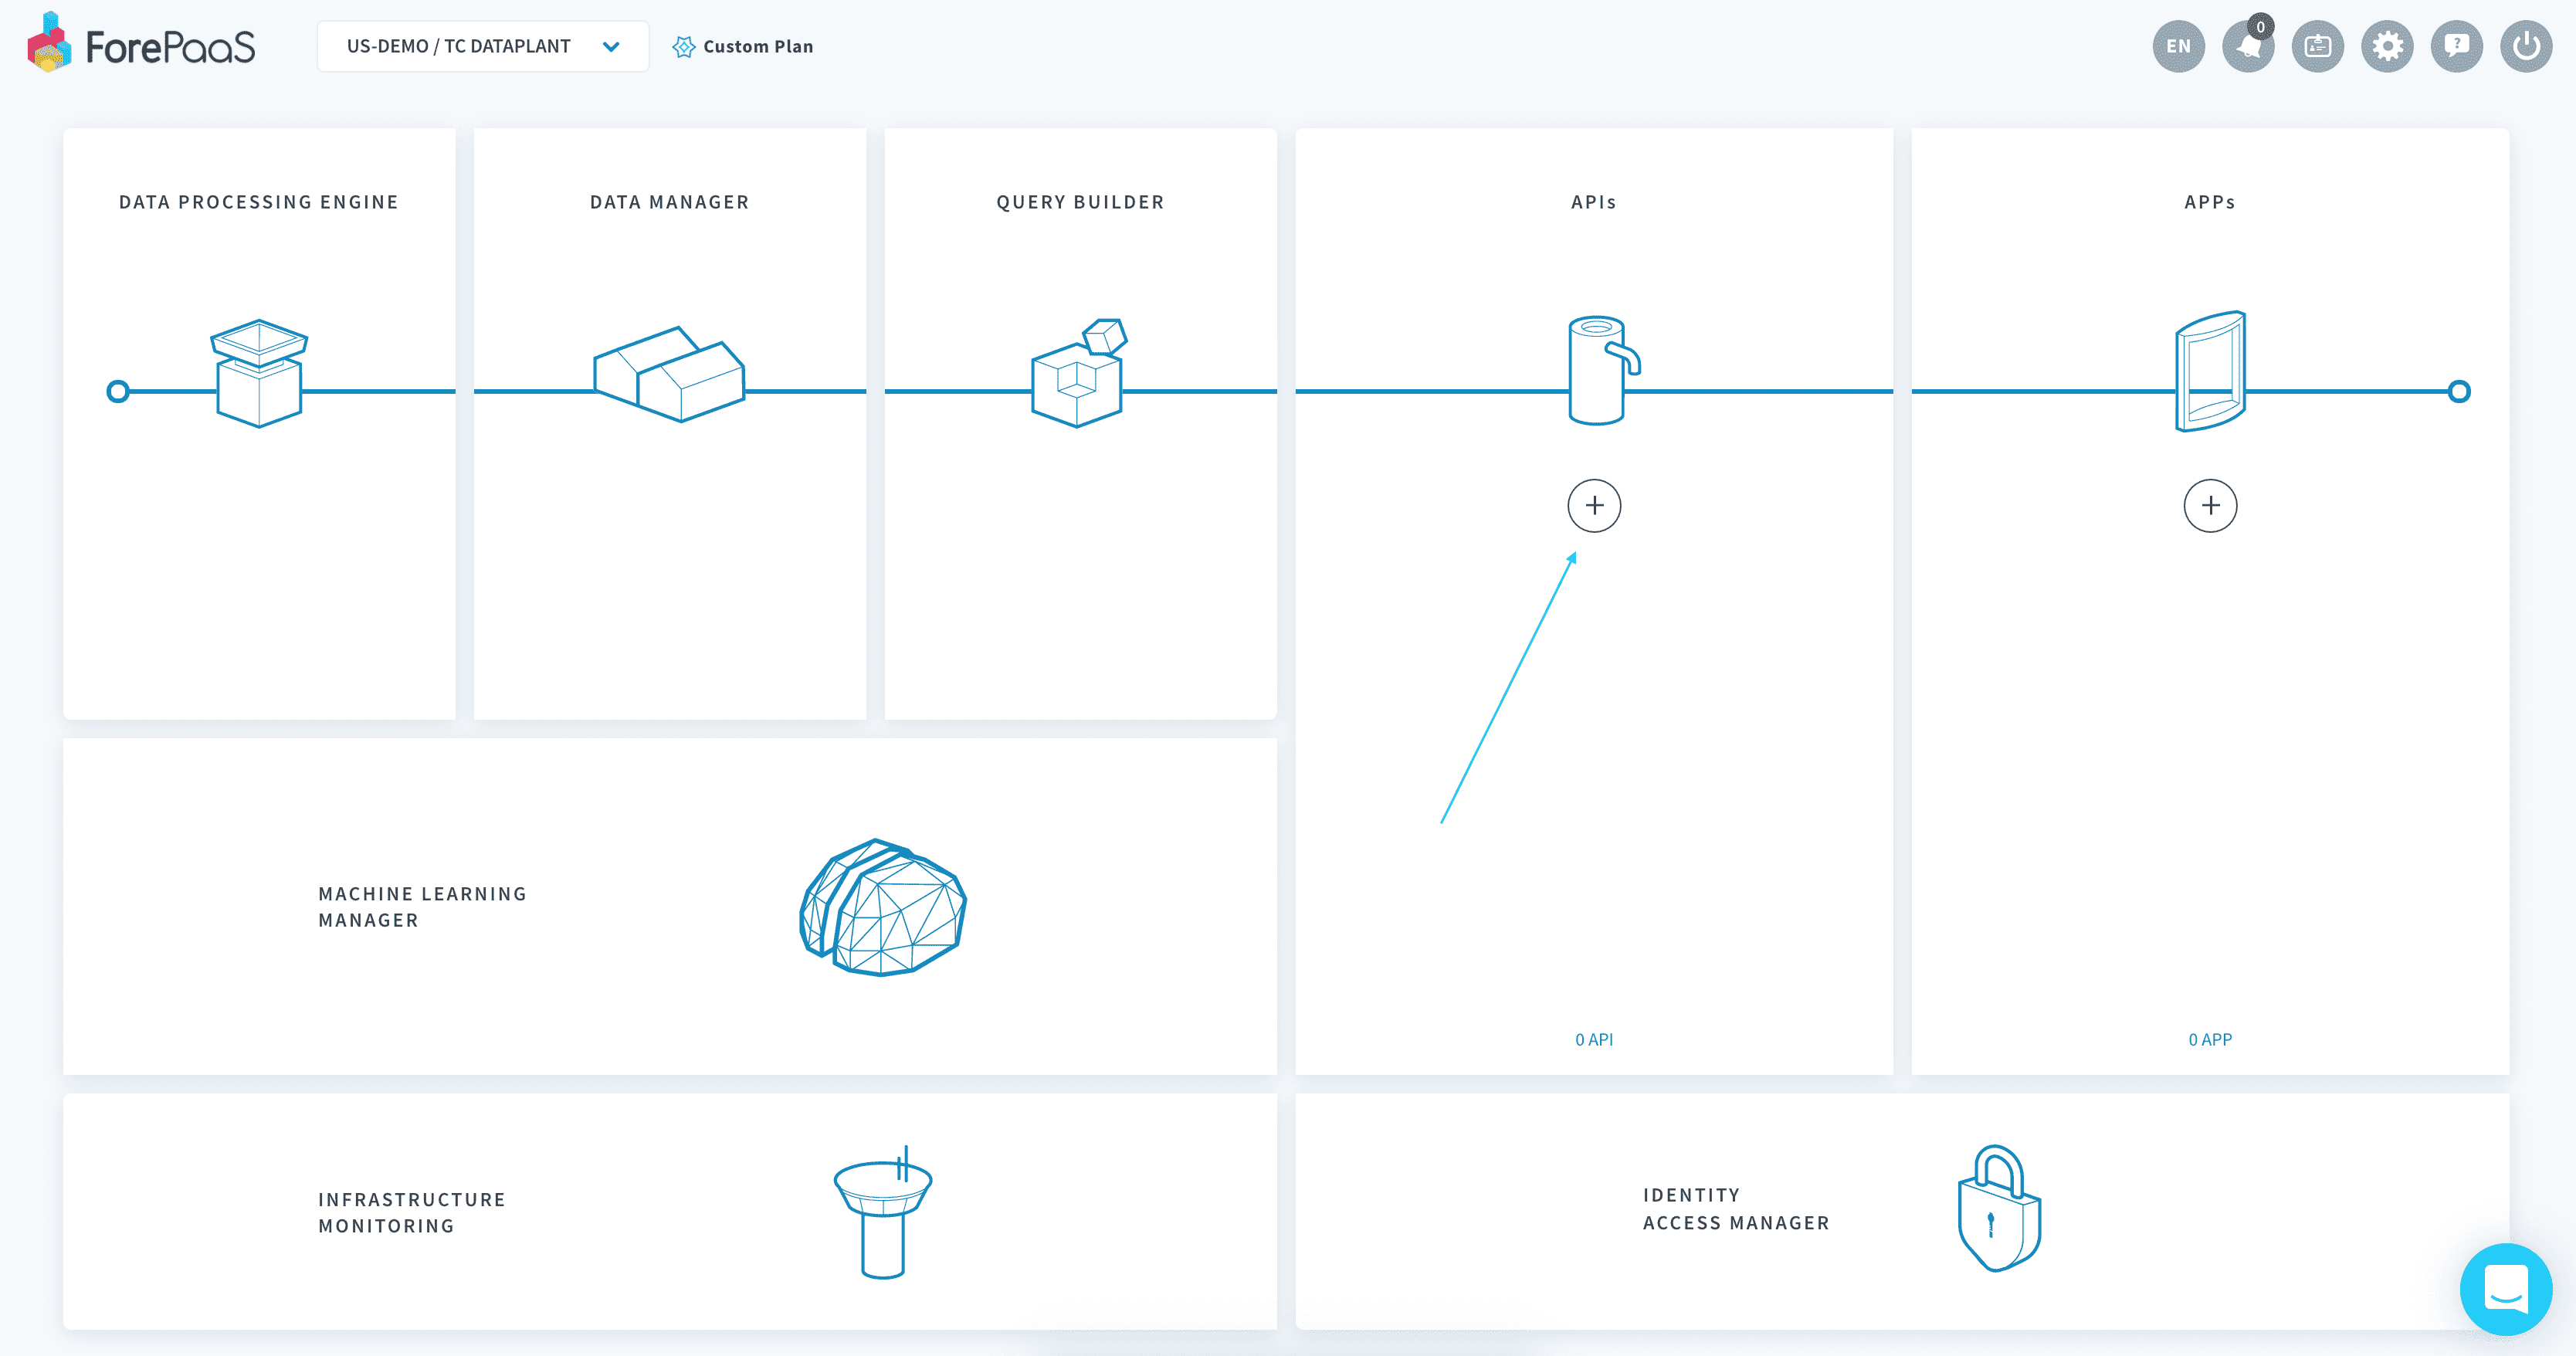 ForePaaS
US-DEMO / TC DATAPLANT
Custom Plan
EN
0
?
DATA PROCESSING ENGINE
DATA MANAGER
QUERY BUILDER
APIs
APPs
+
+
MACHINE LEARNING
MANAGER
0 API
0 APP
INFRASTRUCTURE
MONITORING
IDENTITY
ACCESS MANAGER